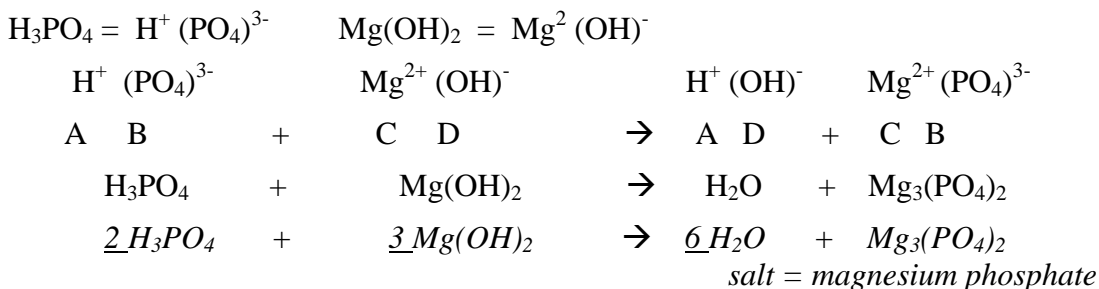 H₃PO₄ = H⁺ (PO₄)³⁻ Mg(OH)₂ = Mg² (OH)⁻
H⁺ (PO₄)³⁻ Mg²⁺ (OH)⁻ H⁺ (OH)⁻ Mg²⁺ (PO₄)³⁻
A B + C D → A D + C B
H₃PO₄ + Mg(OH)₂ → H₂O + Mg₃(PO₄)₂
2 H₃PO₄ + 3 Mg(OH)₂ → 6 H₂O + Mg₃(PO₄)₂
salt = magnesium phosphate